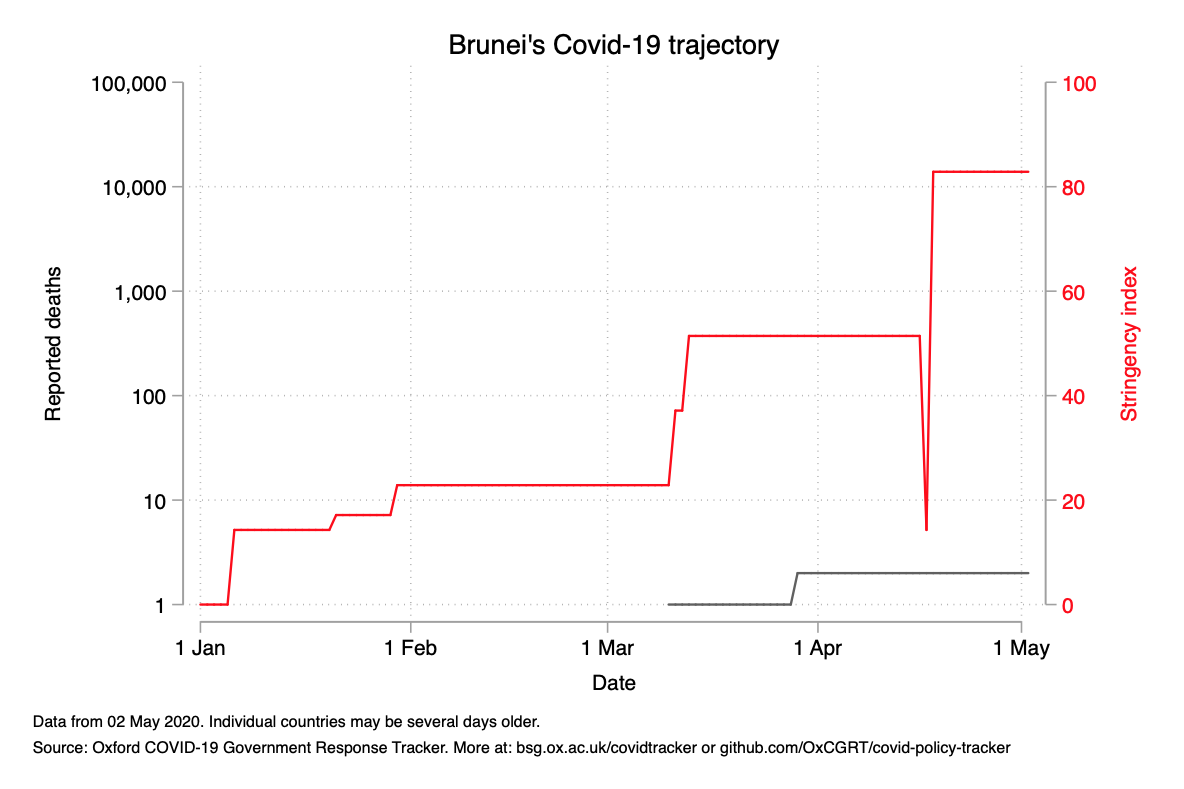 Brunei's Covid-19 trajectory
100,000
10,000
1,000
100
10
1
Reported deaths
100
80
60
40
20
0
Stringency index
1 Jan
1 Feb
1 Mar
1 Apr
1 May
Date
Data from 02 May 2020. Individual countries may be several days older.
Source: Oxford COVID-19 Government Response Tracker. More at: bsg.ox.ac.uk/covidtracker or github.com/OxCGRT/covid-policy-tracker